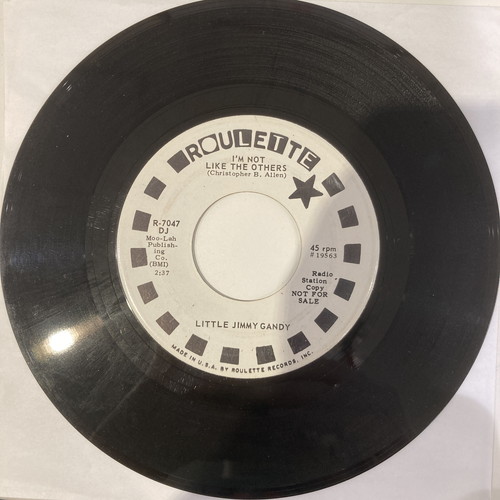 ROULETTE
I'M NOT
LIKE THE OTHERS
(Christopher B. Allen)
R-7047
DJ
Moo-Lah
Publish-
ing
Co.
(BMI)
2:37
45 rpm
#19563
Radio
Station
Copy
NOT FOR
SALE
LITTLE JIMMY GANDY
MADE IN U.S.A. BY ROULETTE RECORDS, INC.